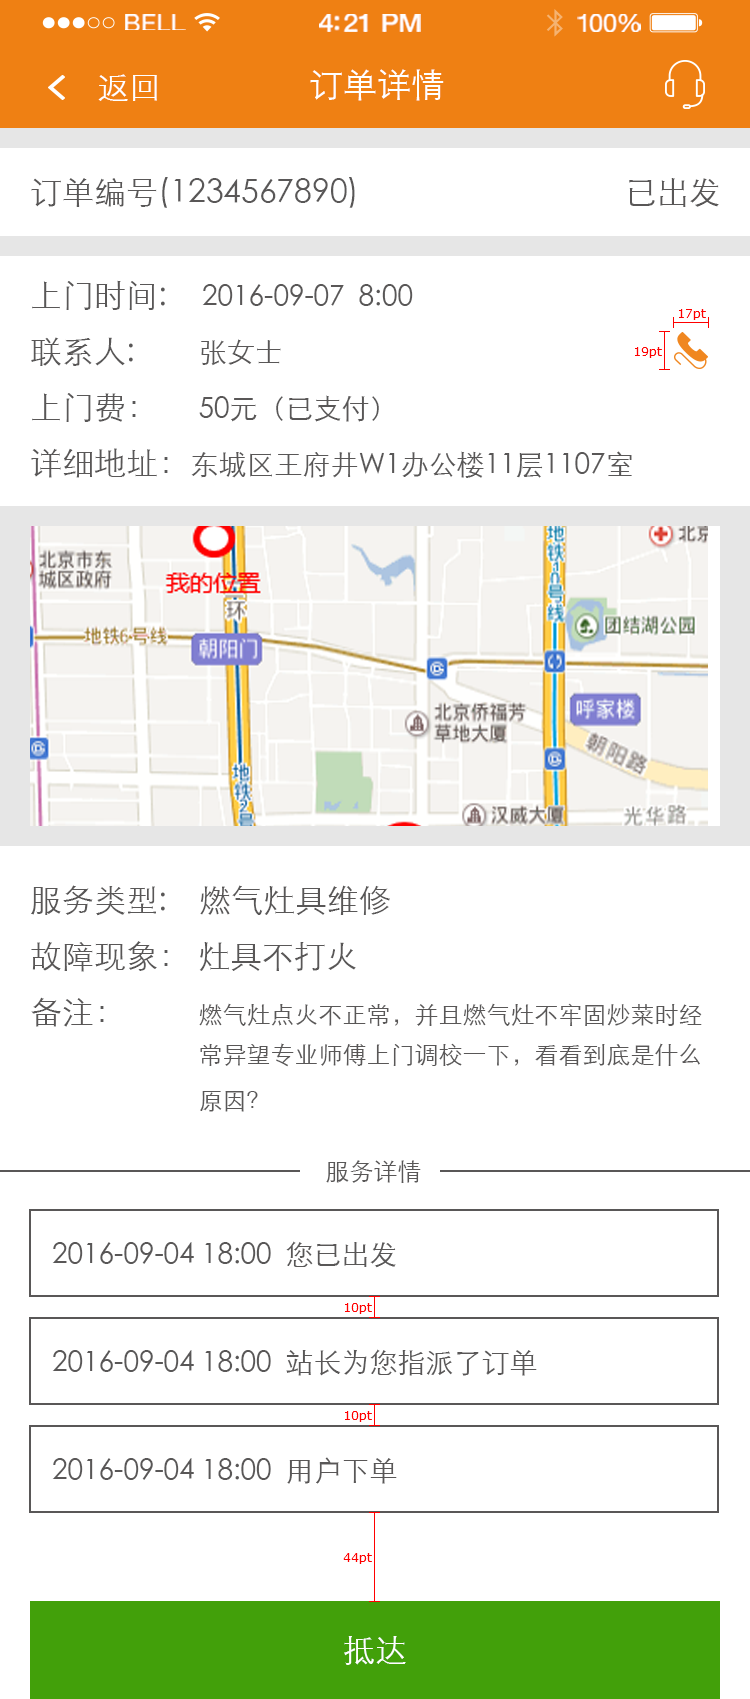 ●●●○○ BELL 4:21 PM 100%
返回 订单详情
订单编号(1234567890) 已出发
上门时间: 2016-09-07 8:00
17pt
联系人: 张女士
19pt
上门费: 50元（已支付）
详细地址: 东城区王府井W1办公楼11层1107室
北京市东
城区政府
我的位置
环
地铁6号线
朝阳门
地铁2号
地铁10号线
北京
团结湖公园
呼家楼
北京侨福芳
草地大厦
朝阳路
汉威大厦
光华路
服务类型: 燃气灶具维修
故障现象: 灶具不打火
备注: 燃气灶点火不正常，并且燃气灶不牢固炒菜时经
常异望专业师傅上门调校一下，看看到底是什么
原因?
服务详情
2016-09-04 18:00 您已出发
10pt
2016-09-04 18:00 站长为您指派了订单
10pt
2016-09-04 18:00 用户下单
44pt
抵达